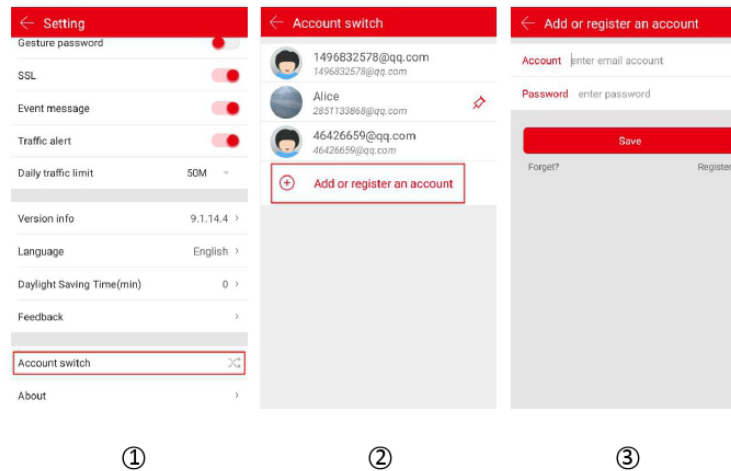 Setting
Gesture password
SSL
Event message
Traffic alert
Daily traffic limit 50M
Version info 9.1.14.4
Language English
Daylight Saving Time(min) 0
Feedback
Account switch
About
①
Account switch
1496832578@qq.com
1496832578@qq.com
Alice
2851133868@qq.com
46426659@qq.com
46426659@qq.com
Add or register an account
②
Add or register an account
Account enter email account
Password enter password
Save
Forget? Register
③